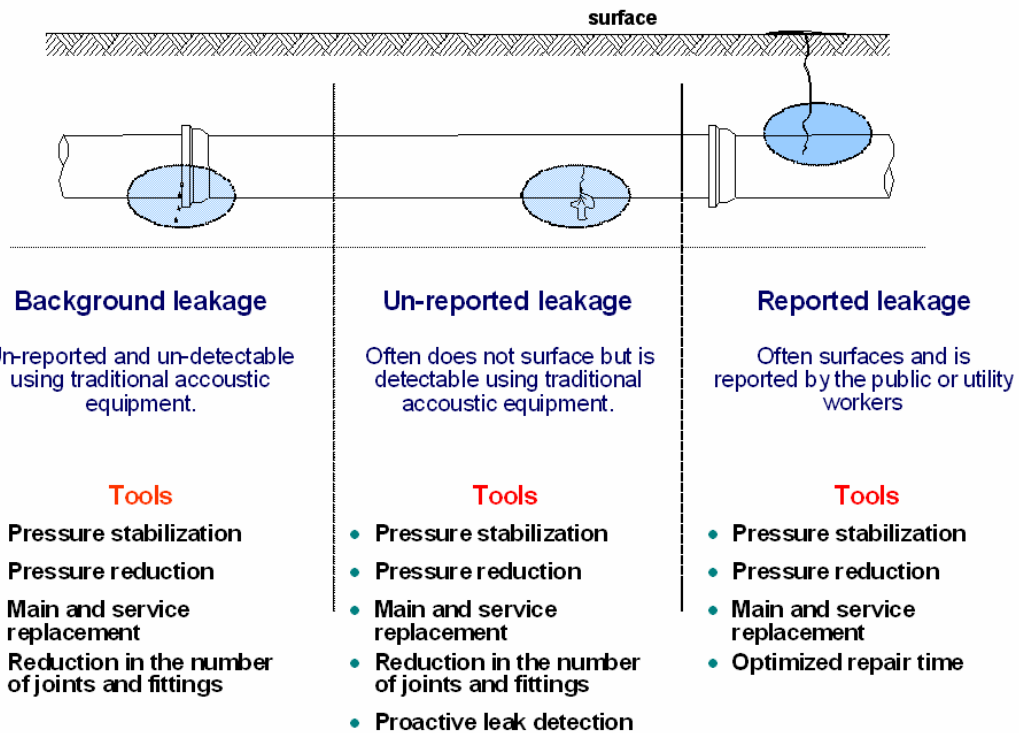 surface
Background leakage
n-reported and un-detectable
using traditional accoustic
equipment.
Tools
Pressure stabilization
Pressure reduction
Main and service
replacement
Reduction in the number
of joints and fittings
Un-reported leakage
Often does not surface but is
detectable using traditional
accoustic equipment.
Tools
• Pressure stabilization
• Pressure reduction
• Main and service
replacement
• Reduction in the number
of joints and fittings
• Proactive leak detection
Reported leakage
Often surfaces and is
reported by the public or utility
workers
Tools
• Pressure stabilization
• Pressure reduction
• Main and service
replacement
• Optimized repair time